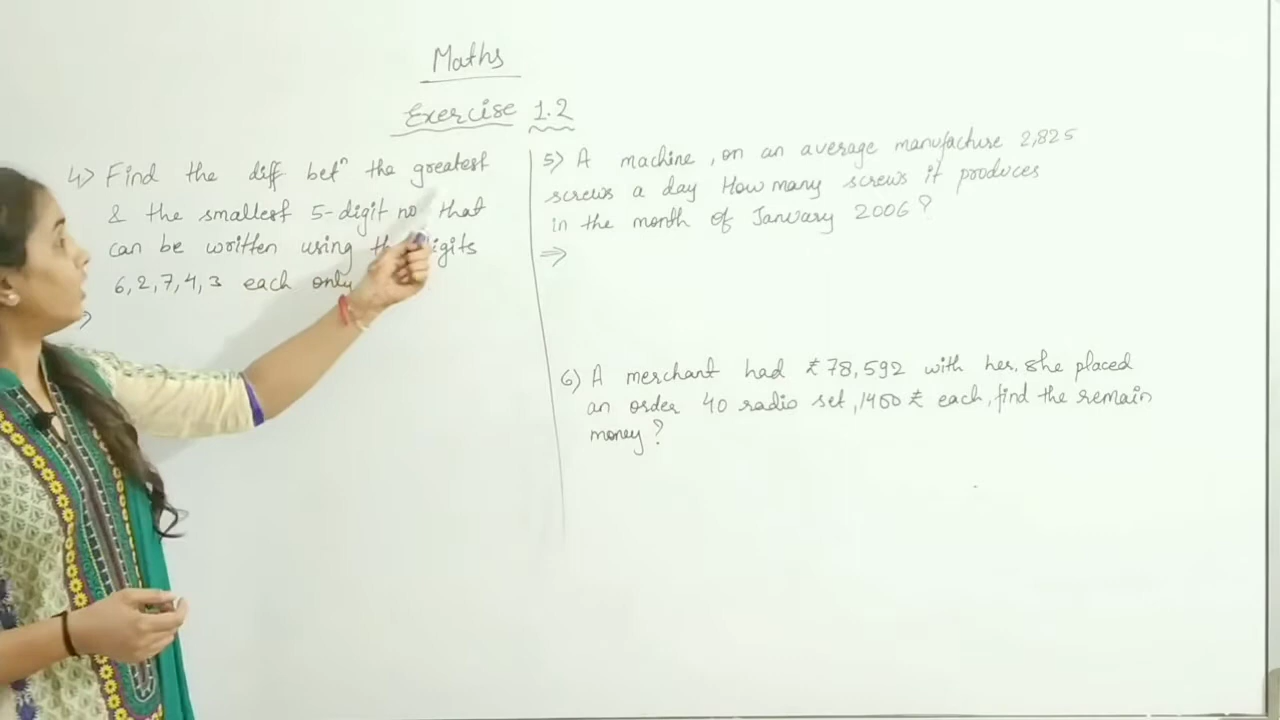 Maths
Exercise 1.2
4) Find the diff betⁿ the greatest
& the smallest 5-digit no that
can be written using the digits
6,2,7,4,3 each only
⇒
5) A machine, on an average manufacture 2,825
screws a day How many screws it produces
in the month of January 2006?
⇒
6) A merchant had ₹78,592 with her, she placed
an order 40 radio set, 1400 ₹ each, find the remain
money?